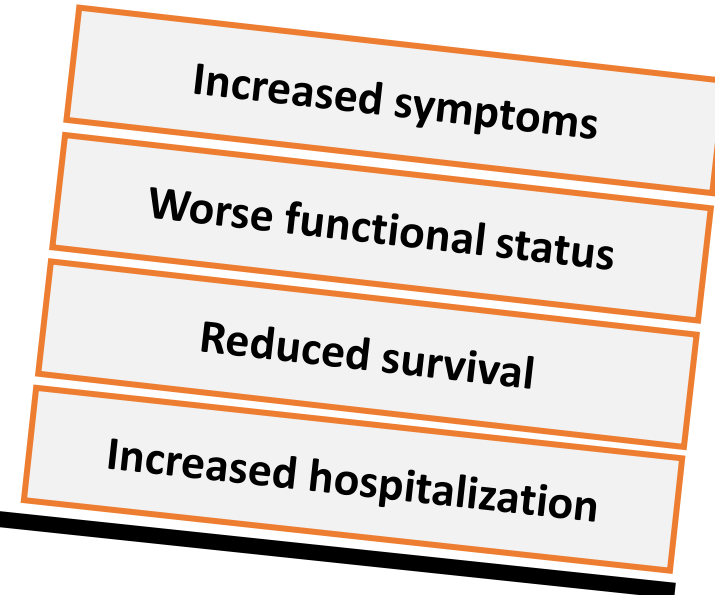 Increased symptoms
Worse functional status
Reduced survival
Increased hospitalization